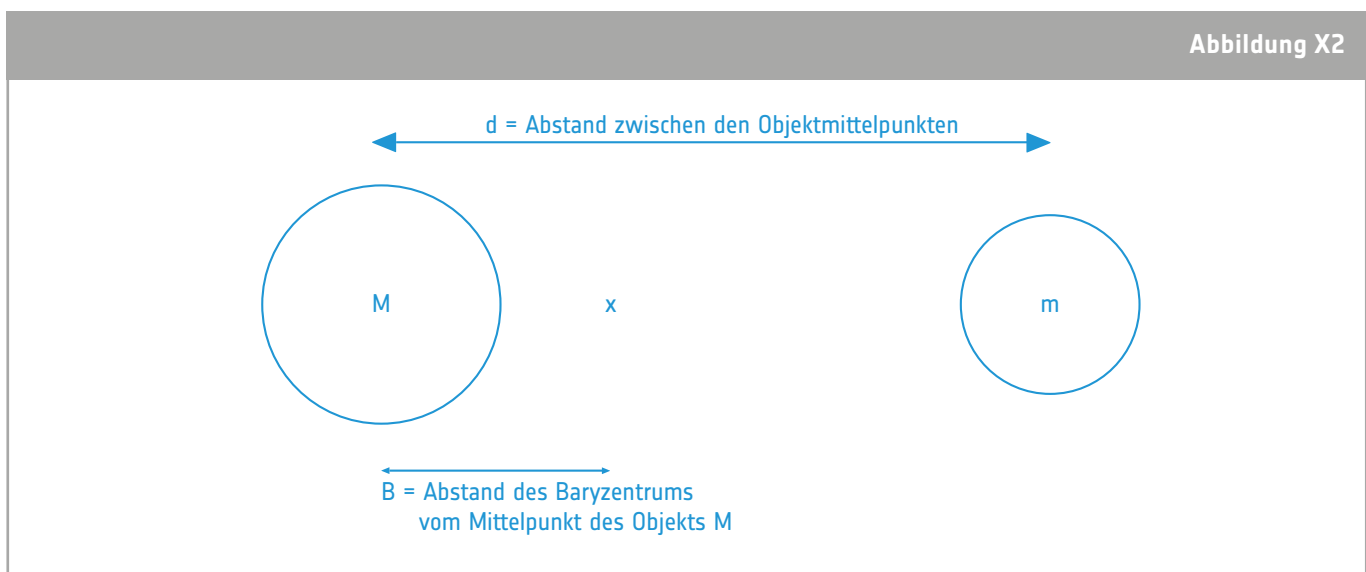 Abbildung X2
d = Abstand zwischen den Objektmittelpunkten
M
x
m
B = Abstand des Baryzentrums
vom Mittelpunkt des Objekts M